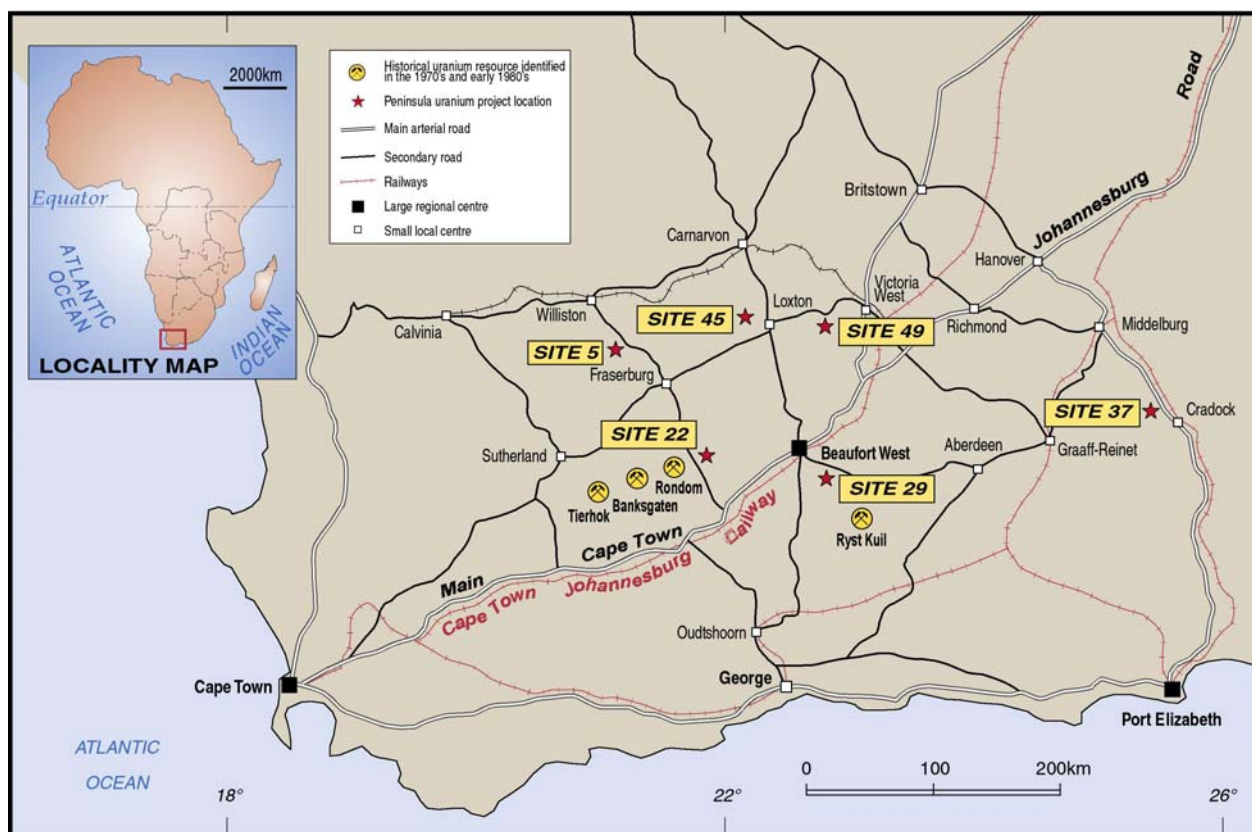 2000km
Equator
ATLANTIC
OCEAN
INDIAN
OCEAN
LOCALITY MAP
Historical uranium resource identified
in the 1970's and early 1980's
Peninsula uranium project location
Main arterial road
Secondary road
Railways
Large regional centre
Small local centre
Road
Johannesburg
Britstown
Hanover
Carnarvon
Victoria
West
Loxton
Williston
Calvinia
SITE 45
SITE 49
Richmond
Middelburg
SITE 5
Fraserburg
SITE 37
Cradock
SITE 22
Sutherland
Beaufort West
Aberdeen
Graaff-Reinet
Rondom
Banksgaten
Tierhok
SITE 29
Ryst Kuil
Main
Cape Town
Cape Town
Johannesburg
Railway
Oudtshoorn
Cape Town
George
Port Elizabeth
ATLANTIC
OCEAN
0 100 200km
18° 22° 26°